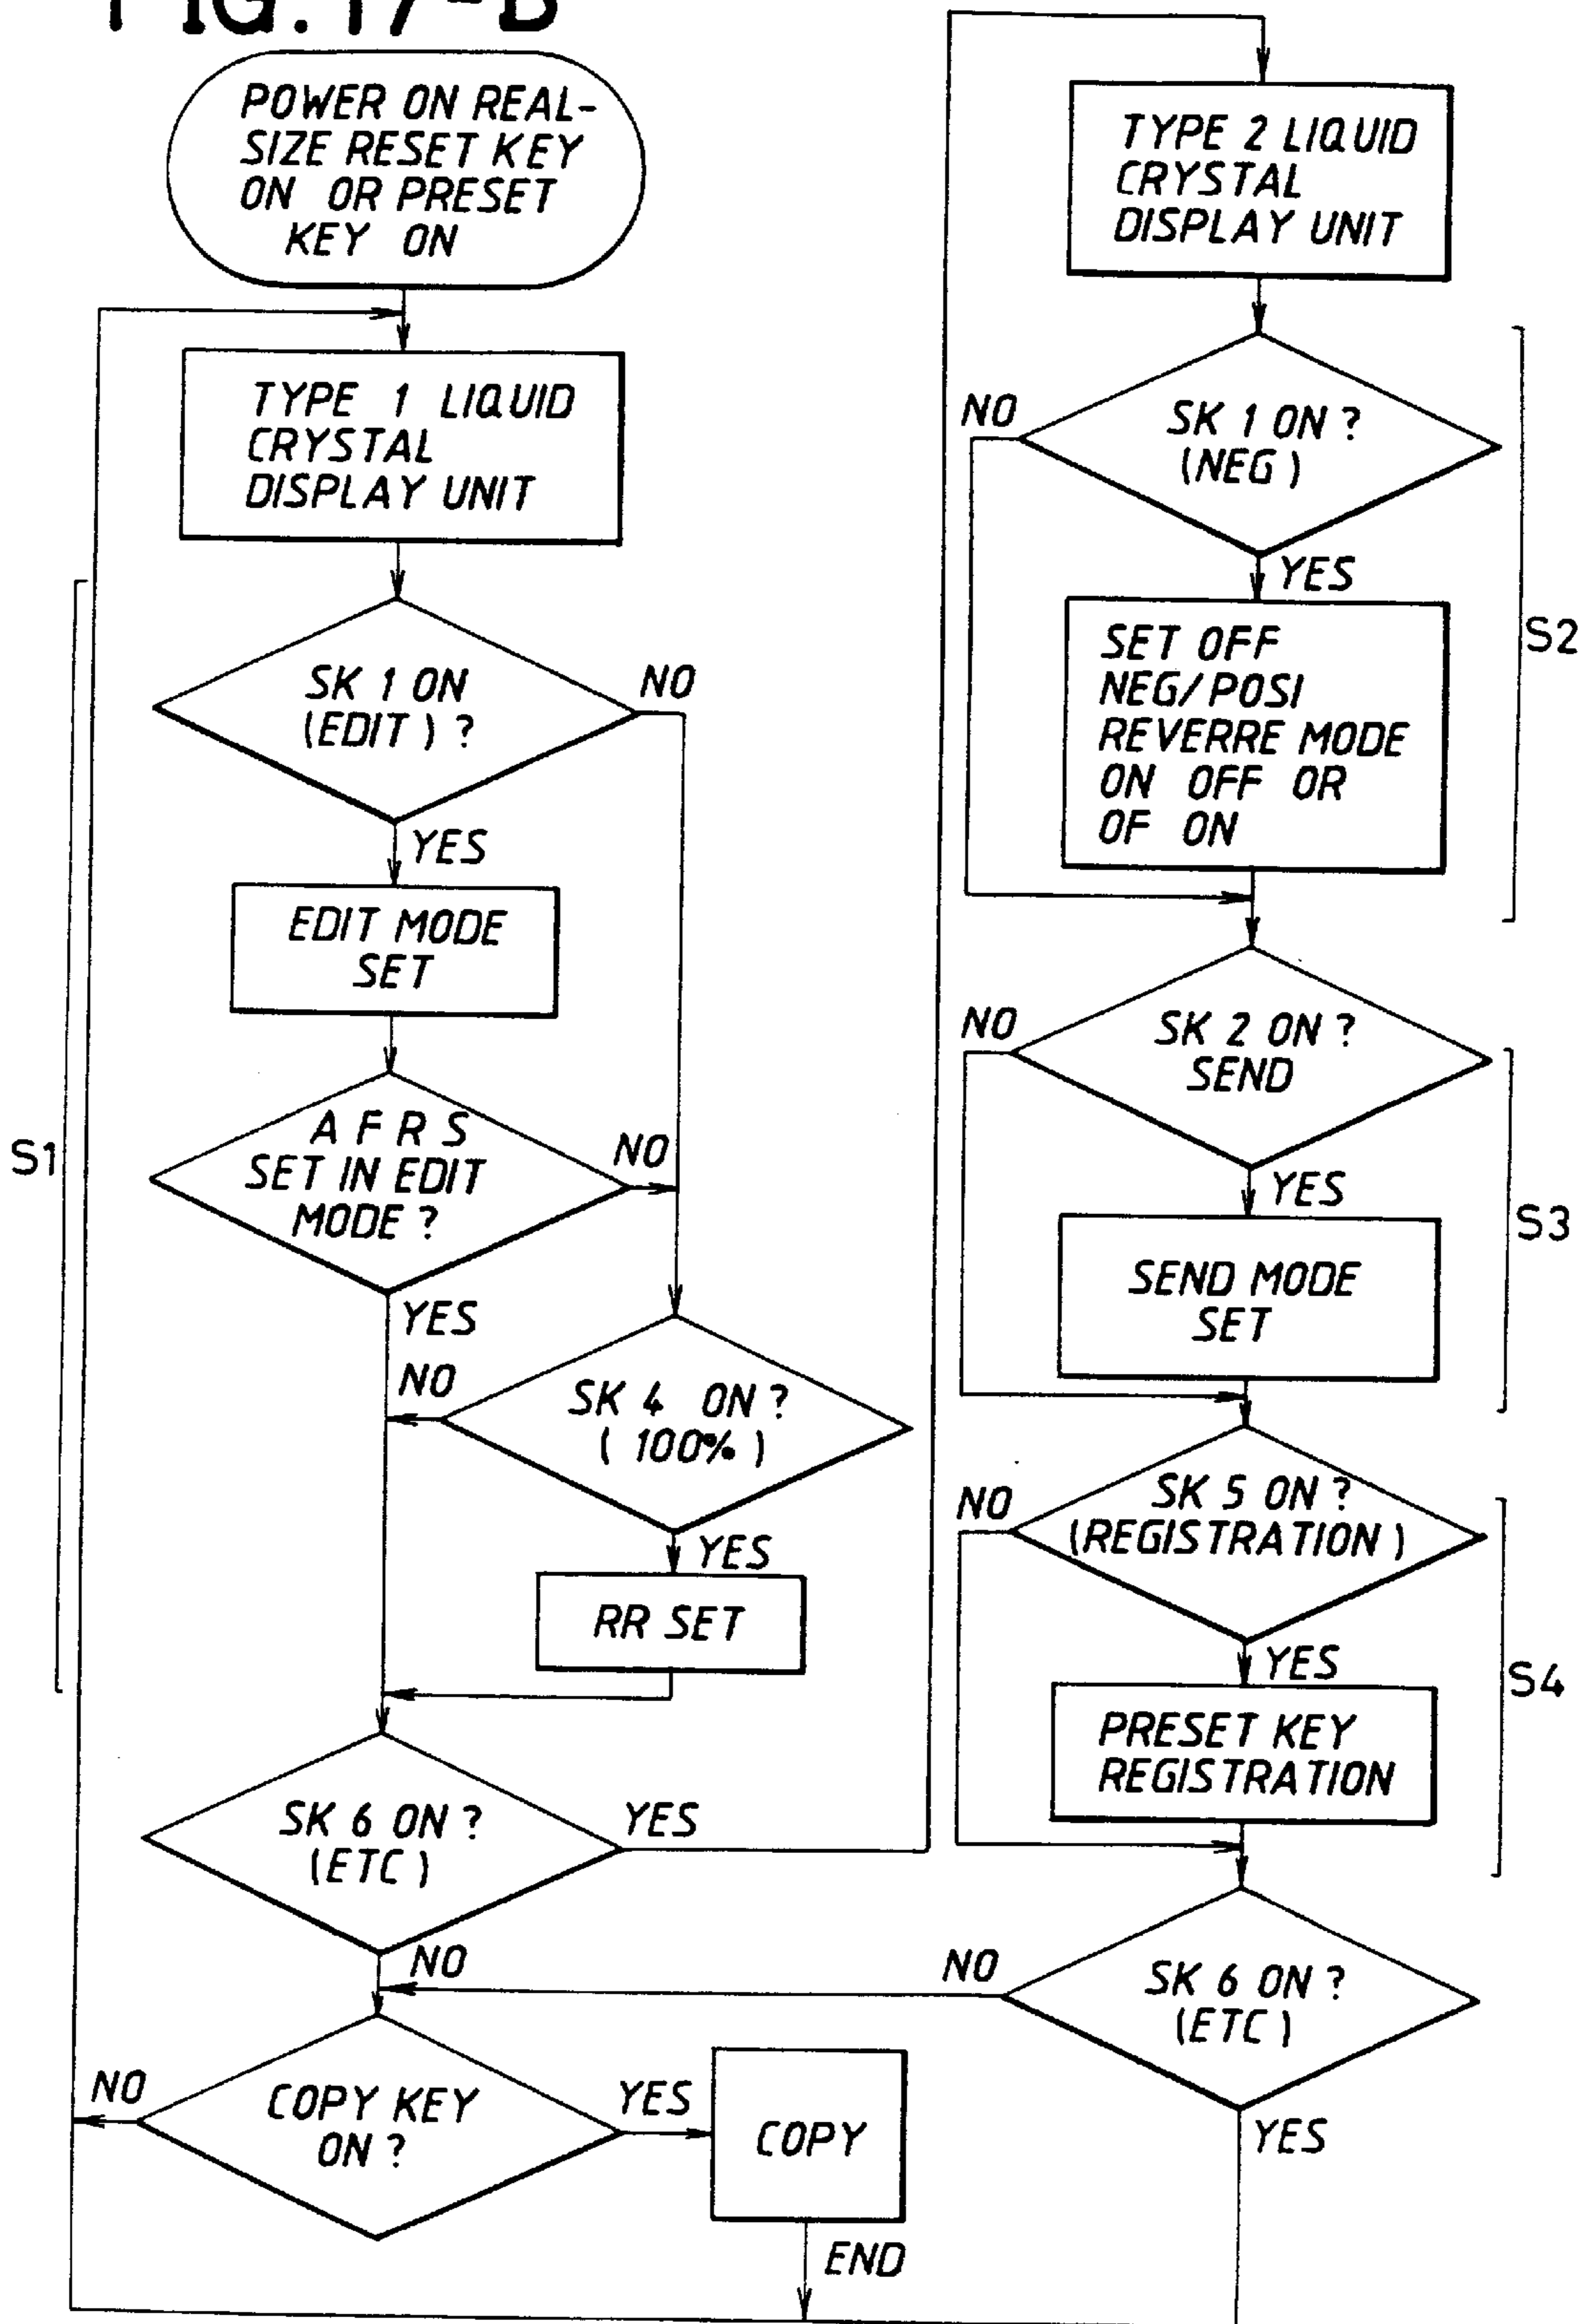 FIG. 17-B
POWER ON REAL-
SIZE RESET KEY
ON OR PRESET
KEY ON
TYPE 1 LIQUID
CRYSTAL
DISPLAY UNIT
SK 1 ON
(EDIT) ?
NO
YES
EDIT MODE
SET
A F R S
SET IN EDIT
MODE ?
NO
YES
SK 4 ON ?
( 100% )
NO
YES
RR SET
S1
SK 6 ON ?
(ETC)
YES
NO
COPY KEY
ON ?
NO
YES
COPY
END
TYPE 2 LIQUID
CRYSTAL
DISPLAY UNIT
SK 1 ON ?
(NEG)
NO
YES
SET OFF
NEG/POSI
REVERRE MODE
ON OFF OR
OF ON
S2
SK 2 ON ?
SEND
NO
YES
SEND MODE
SET
S3
SK 5 ON ?
(REGISTRATION)
NO
YES
PRESET KEY
REGISTRATION
S4
SK 6 ON ?
(ETC)
NO
YES